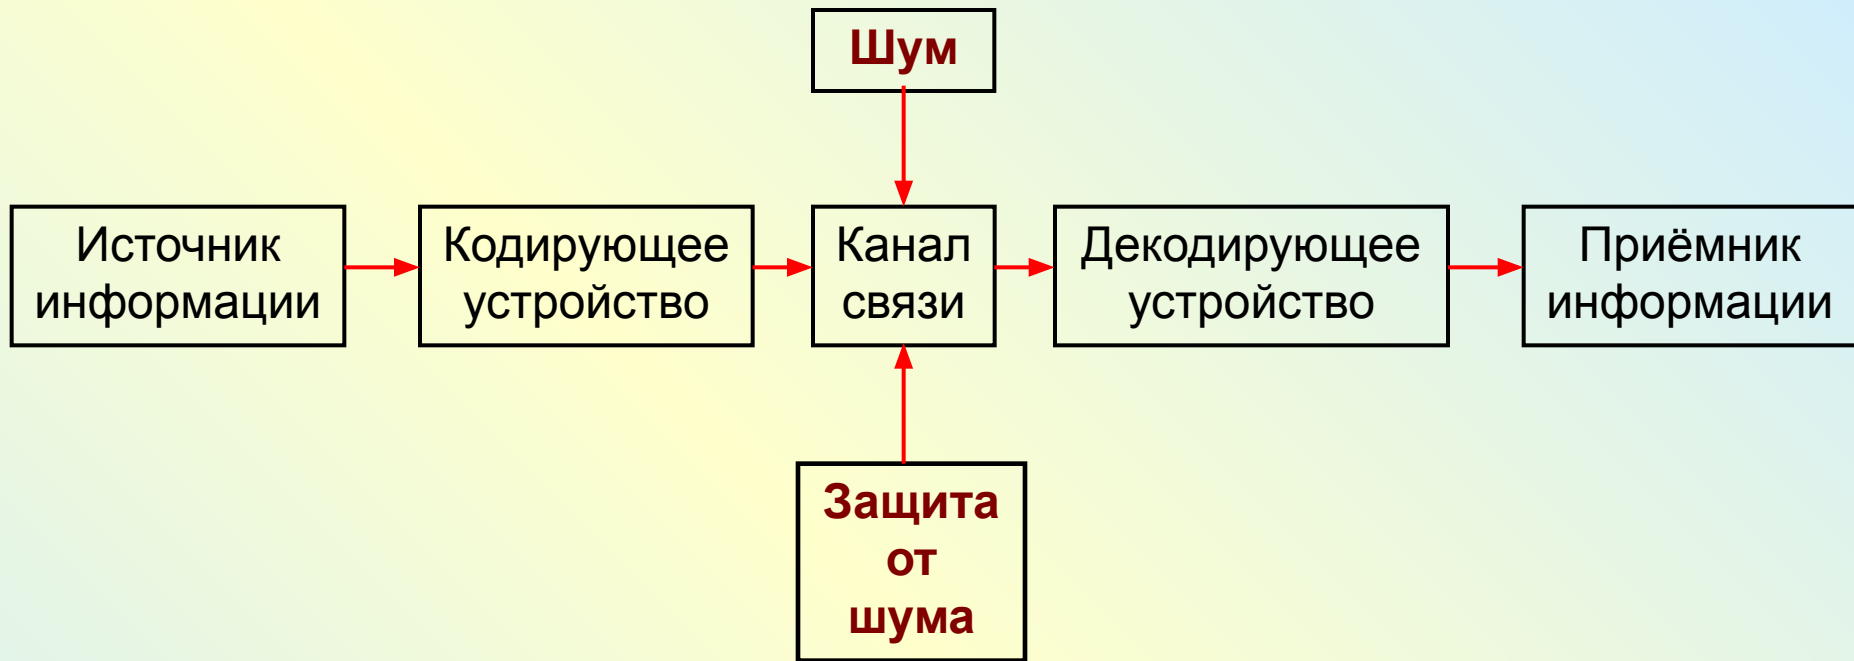 Шум
Источник
информации
Кодирующее
устройство
Канал
связи
Декодирующее
устройство
Приёмник
информации
Защита
от
шума